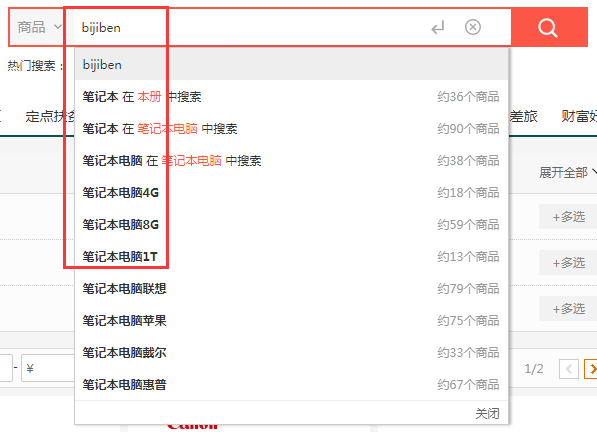 商品 bijiben
热门搜索：
bijiben
笔记本 在 本册 中搜索 约36个商品
笔记本 在 笔记本电脑 中搜索 约90个商品
定点扶贫 差旅 财富好
笔记本电脑 在 笔记本电脑 中搜索 约38个商品
展开全部
笔记本电脑4G 约18个商品
+多选
笔记本电脑8G 约59个商品
笔记本电脑1T 约13个商品
+多选
笔记本电脑联想 约79个商品
笔记本电脑苹果 约75个商品
+多选
笔记本电脑戴尔 约33个商品
- ¥ 1/2 < >
笔记本电脑惠普 约67个商品
关闭
Canon